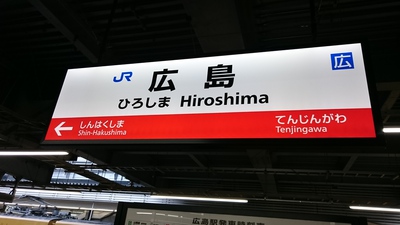 JR 広島 広
ひろしま Hiroshima
しんはくしま てんじんがわ
Shin-Hakushima Tenjingawa